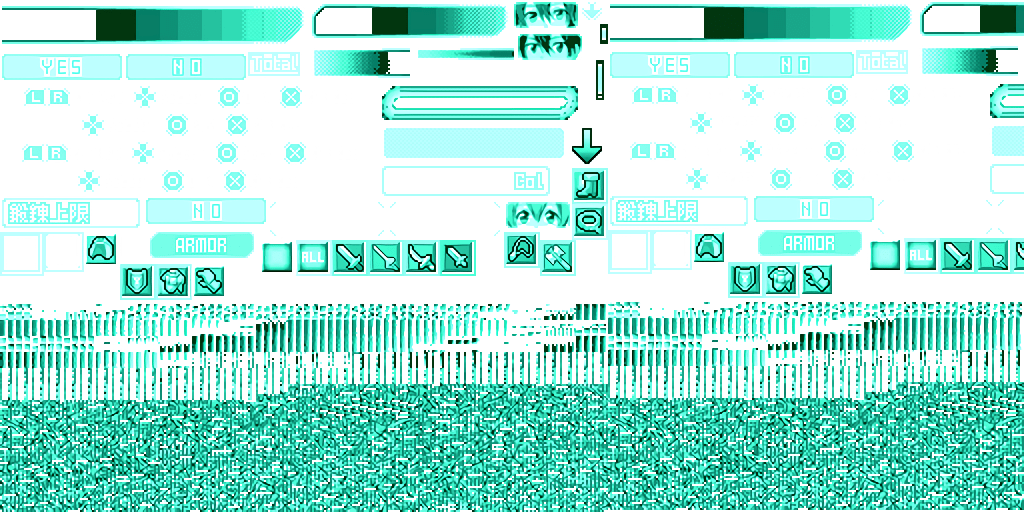 YES NO Total YES NO Total
L R L R
L R L R
Col
鍛錬上限 NO 鍛錬上限 NO
ARMOR ALL ARMOR ALL